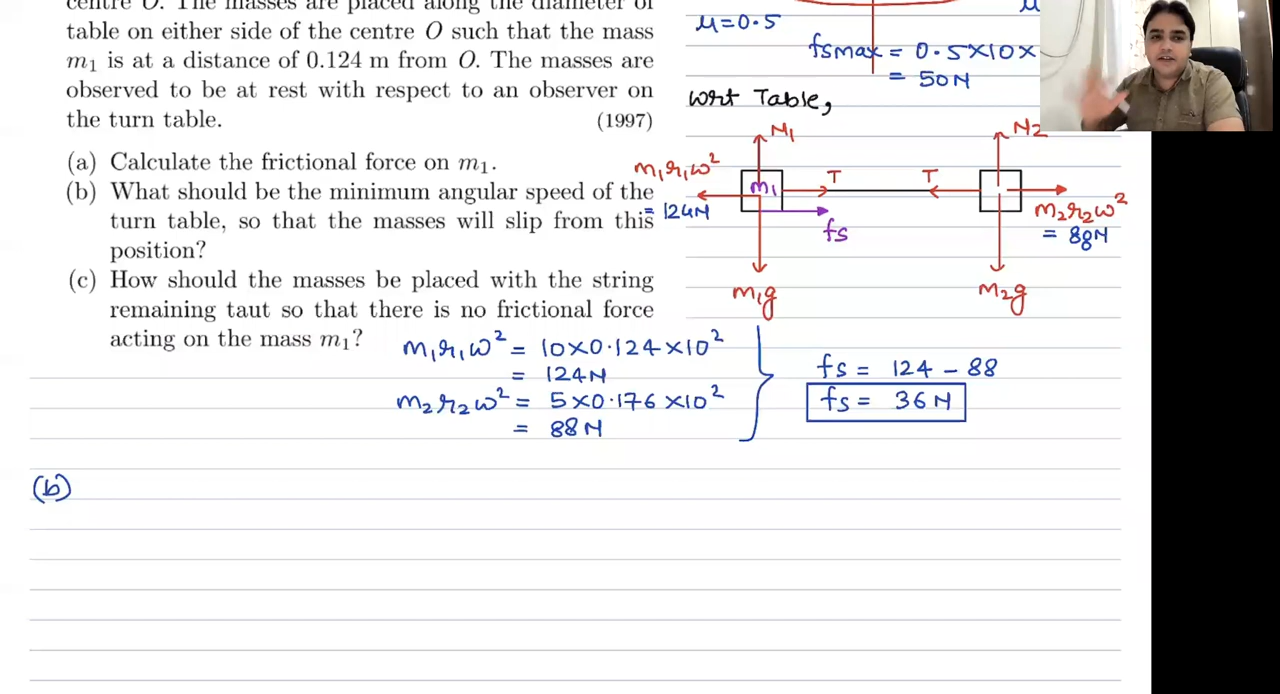 centre O. The masses are placed along the diameter of
table on either side of the centre O such that the mass
m₁ is at a distance of 0.124 m from O. The masses are
observed to be at rest with respect to an observer on
the turn table. (1997)
(a) Calculate the frictional force on m₁.
(b) What should be the minimum angular speed of the
turn table, so that the masses will slip from this
position?
(c) How should the masses be placed with the string
remaining taut so that there is no frictional force
acting on the mass m₁?
μ=0.5
μ
fsmax = 0.5×10×
= 50N
wrt Table,
N₁
N₂
m₁r₁ω²
= 124N
m₁
T
T
fs
m₂r₂ω²
= 88N
m₁g
m₂g
m₁r₁ω² = 10×0.124×10²
= 124N
m₂r₂ω² = 5×0.176×10²
= 88N
fs = 124 - 88
fs = 36N
(b)